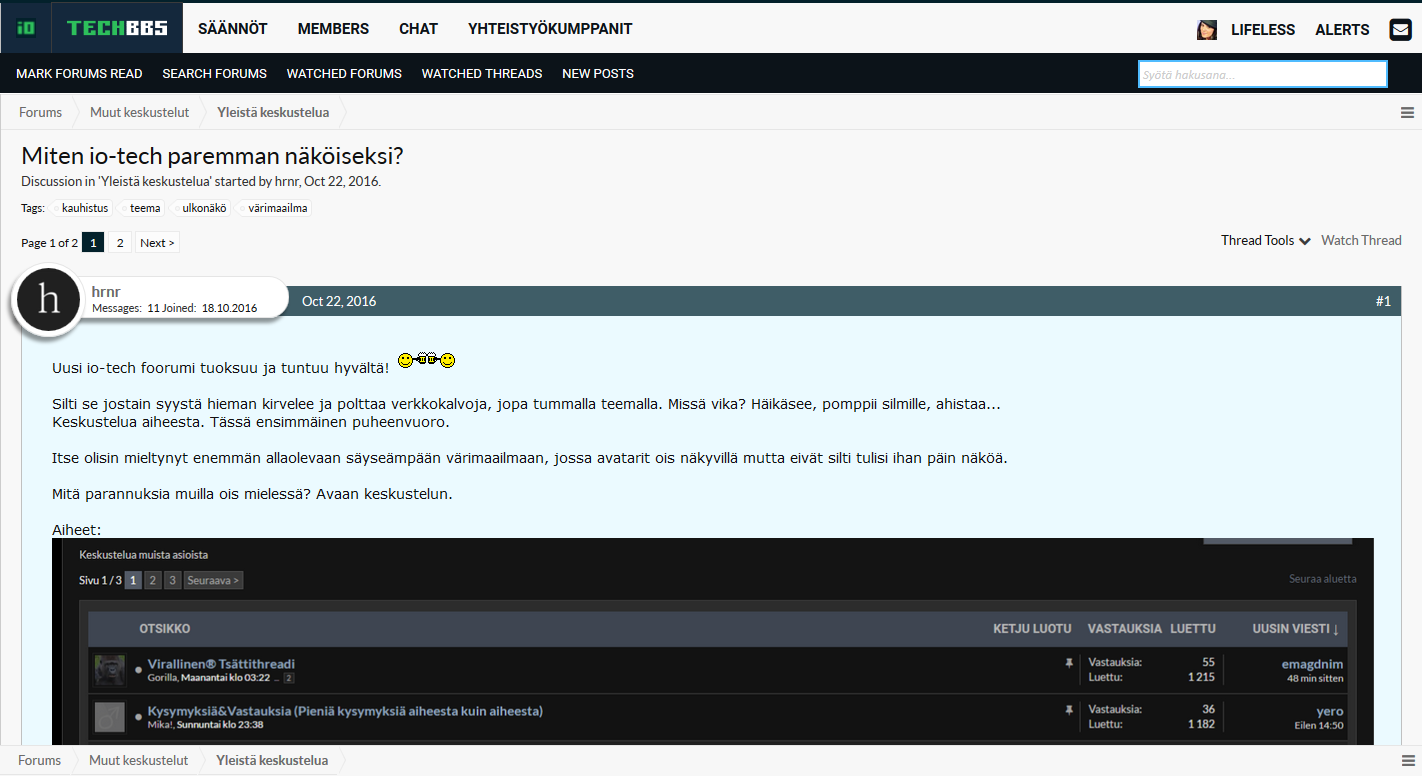 iO TECHBBS SÄÄNNÖT MEMBERS CHAT YHTEISTYÖKUMPPANIT LIFELESS ALERTS
MARK FORUMS READ SEARCH FORUMS WATCHED FORUMS WATCHED THREADS NEW POSTS Syötä hakusana...
Forums Muut keskustelut Yleistä keskustelua
Miten io-tech paremman näköiseksi?
Discussion in 'Yleistä keskustelua' started by hrnr, Oct 22, 2016.
Tags: kauhistus teema ulkonäkö värimaailma
Page 1 of 2 1 2 Next > Thread Tools Watch Thread
h
hrnr
Messages: 11 Joined: 18.10.2016
Oct 22, 2016 #1
Uusi io-tech foorumi tuoksuu ja tuntuu hyvältä!
Silti se jostain syystä hieman kirvelee ja polttaa verkkokalvoja, jopa tummalla teemalla. Missä vika? Häikäsee, pomppii silmille, ahistaa...
Keskustelua aiheesta. Tässä ensimmäinen puheenvuoro.
Itse olisin mieltynyt enemmän allaolevaan säyseämpään värimaailmaan, jossa avatarit ois näkyvillä mutta eivät silti tulisi ihan päin näköä.
Mitä parannuksia muilla ois mielessä? Avaan keskustelun.
Aiheet:
Keskustelua muista asioista
Sivu 1 / 3 1 2 3 Seuraava > Seuraa aluetta
OTSIKKO KETJU LUOTU VASTAUKSIA LUETTU UUSIN VIESTI ↓
Virallinen® Tsättithreadi Vastauksia: 55 emagdnim
Gorilla, Maanantai klo 03:22 ... 2 Luettu: 1 215 48 min sitten
Kysymyksiä&Vastauksia (Pieniä kysymyksiä aiheesta kuin aiheesta) Vastauksia: 36 yero
Mika!, Sunnuntai klo 23:38 Luettu: 1 182 Eilen 14:50
Forums Muut keskustelut Yleistä keskustelua